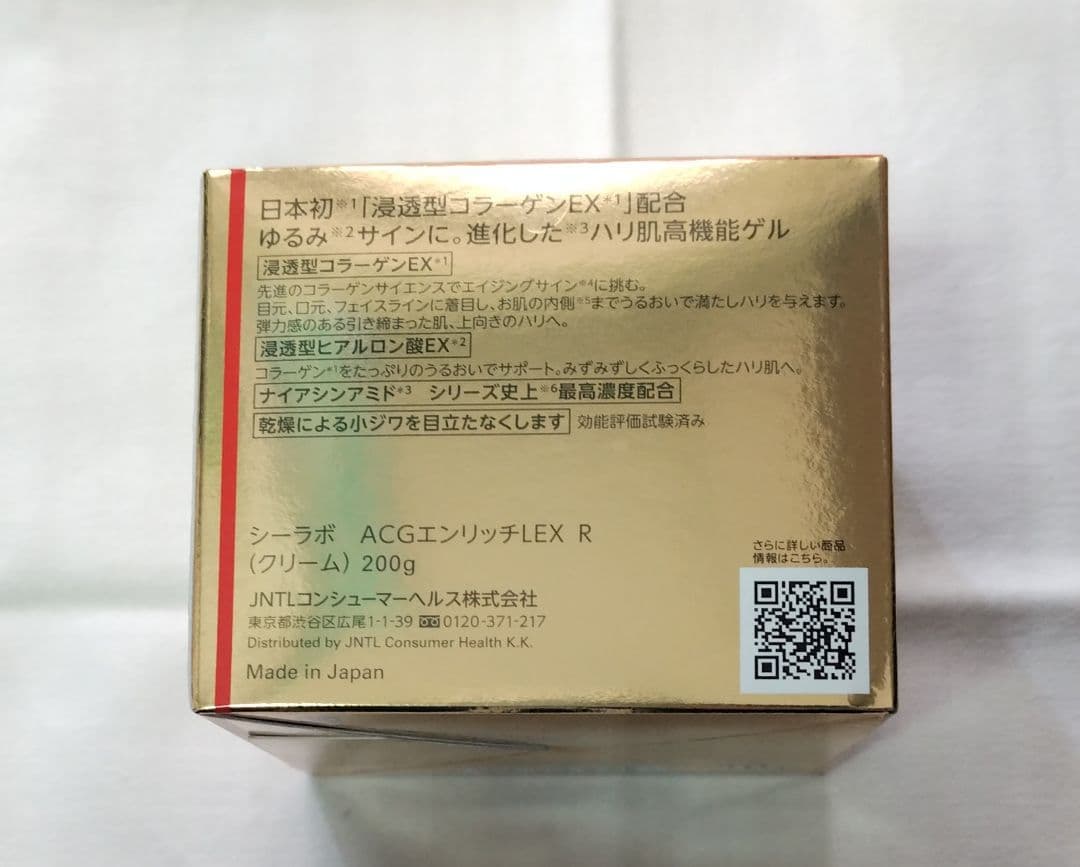 日本初※1「浸透型コラーゲンEX*1」配合
ゆるみ※2サインに。進化した※3ハリ肌高機能ゲル
浸透型コラーゲンEX*1
先進のコラーゲンサイエンスでエイジングサイン※4に挑む。
目元、口元、フェイスラインに着目し、お肌の内側※5までうるおいで満たしハリを与えます。
弾力感のある引き締まった肌、上向きのハリへ。
浸透型ヒアルロン酸EX*2
コラーゲン*1をたっぷりのうるおいでサポート。みずみずしくふっくらしたハリ肌へ。
ナイアシンアミド*3 シリーズ史上※6最高濃度配合
乾燥による小ジワを目立たなくします 効能評価試験済み
シーラボ ACGエンリッチLEX R
(クリーム) 200g
JNTLコンシューマーヘルス株式会社
東京都渋谷区広尾1-1-39 0120-371-217
Distributed by JNTL Consumer Health K.K.
Made in Japan
さらに詳しい商品
情報はこちら。